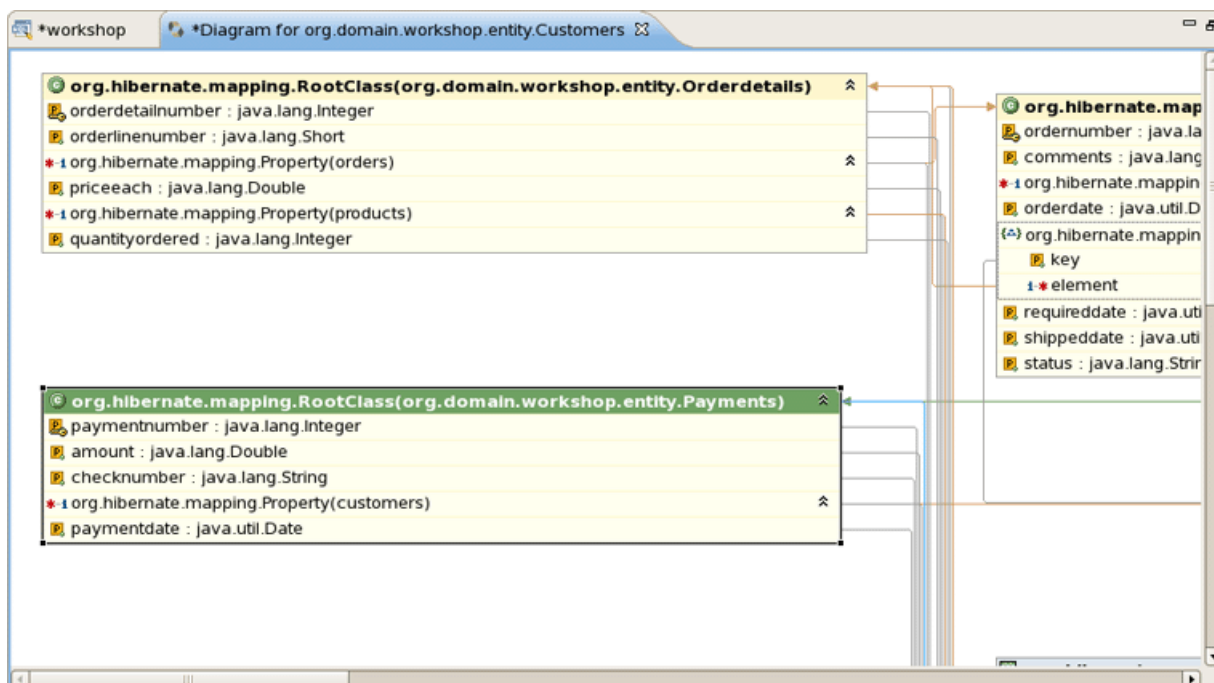 *workshop
*Diagram for org.domain.workshop.entity.Customers
org.hibernate.mapping.RootClass(org.domain.workshop.entity.Orderdetails)
orderdetailnumber : java.lang.Integer
orderlinenumber : java.lang.Short
org.hibernate.mapping.Property(orders)
priceeach : java.lang.Double
org.hibernate.mapping.Property(products)
quantityordered : java.lang.Integer
org.hibernate.map
ordernumber : java.la
comments : java.lang
org.hibernate.mappin
orderdate : java.util.D
org.hibernate.mappin
key
element
requireddate : java.uti
shippeddate : java.uti
status : java.lang.Strin
org.hibernate.mapping.RootClass(org.domain.workshop.entity.Payments)
paymentnumber : java.lang.Integer
amount : java.lang.Double
checknumber : java.lang.String
org.hibernate.mapping.Property(customers)
paymentdate : java.util.Date